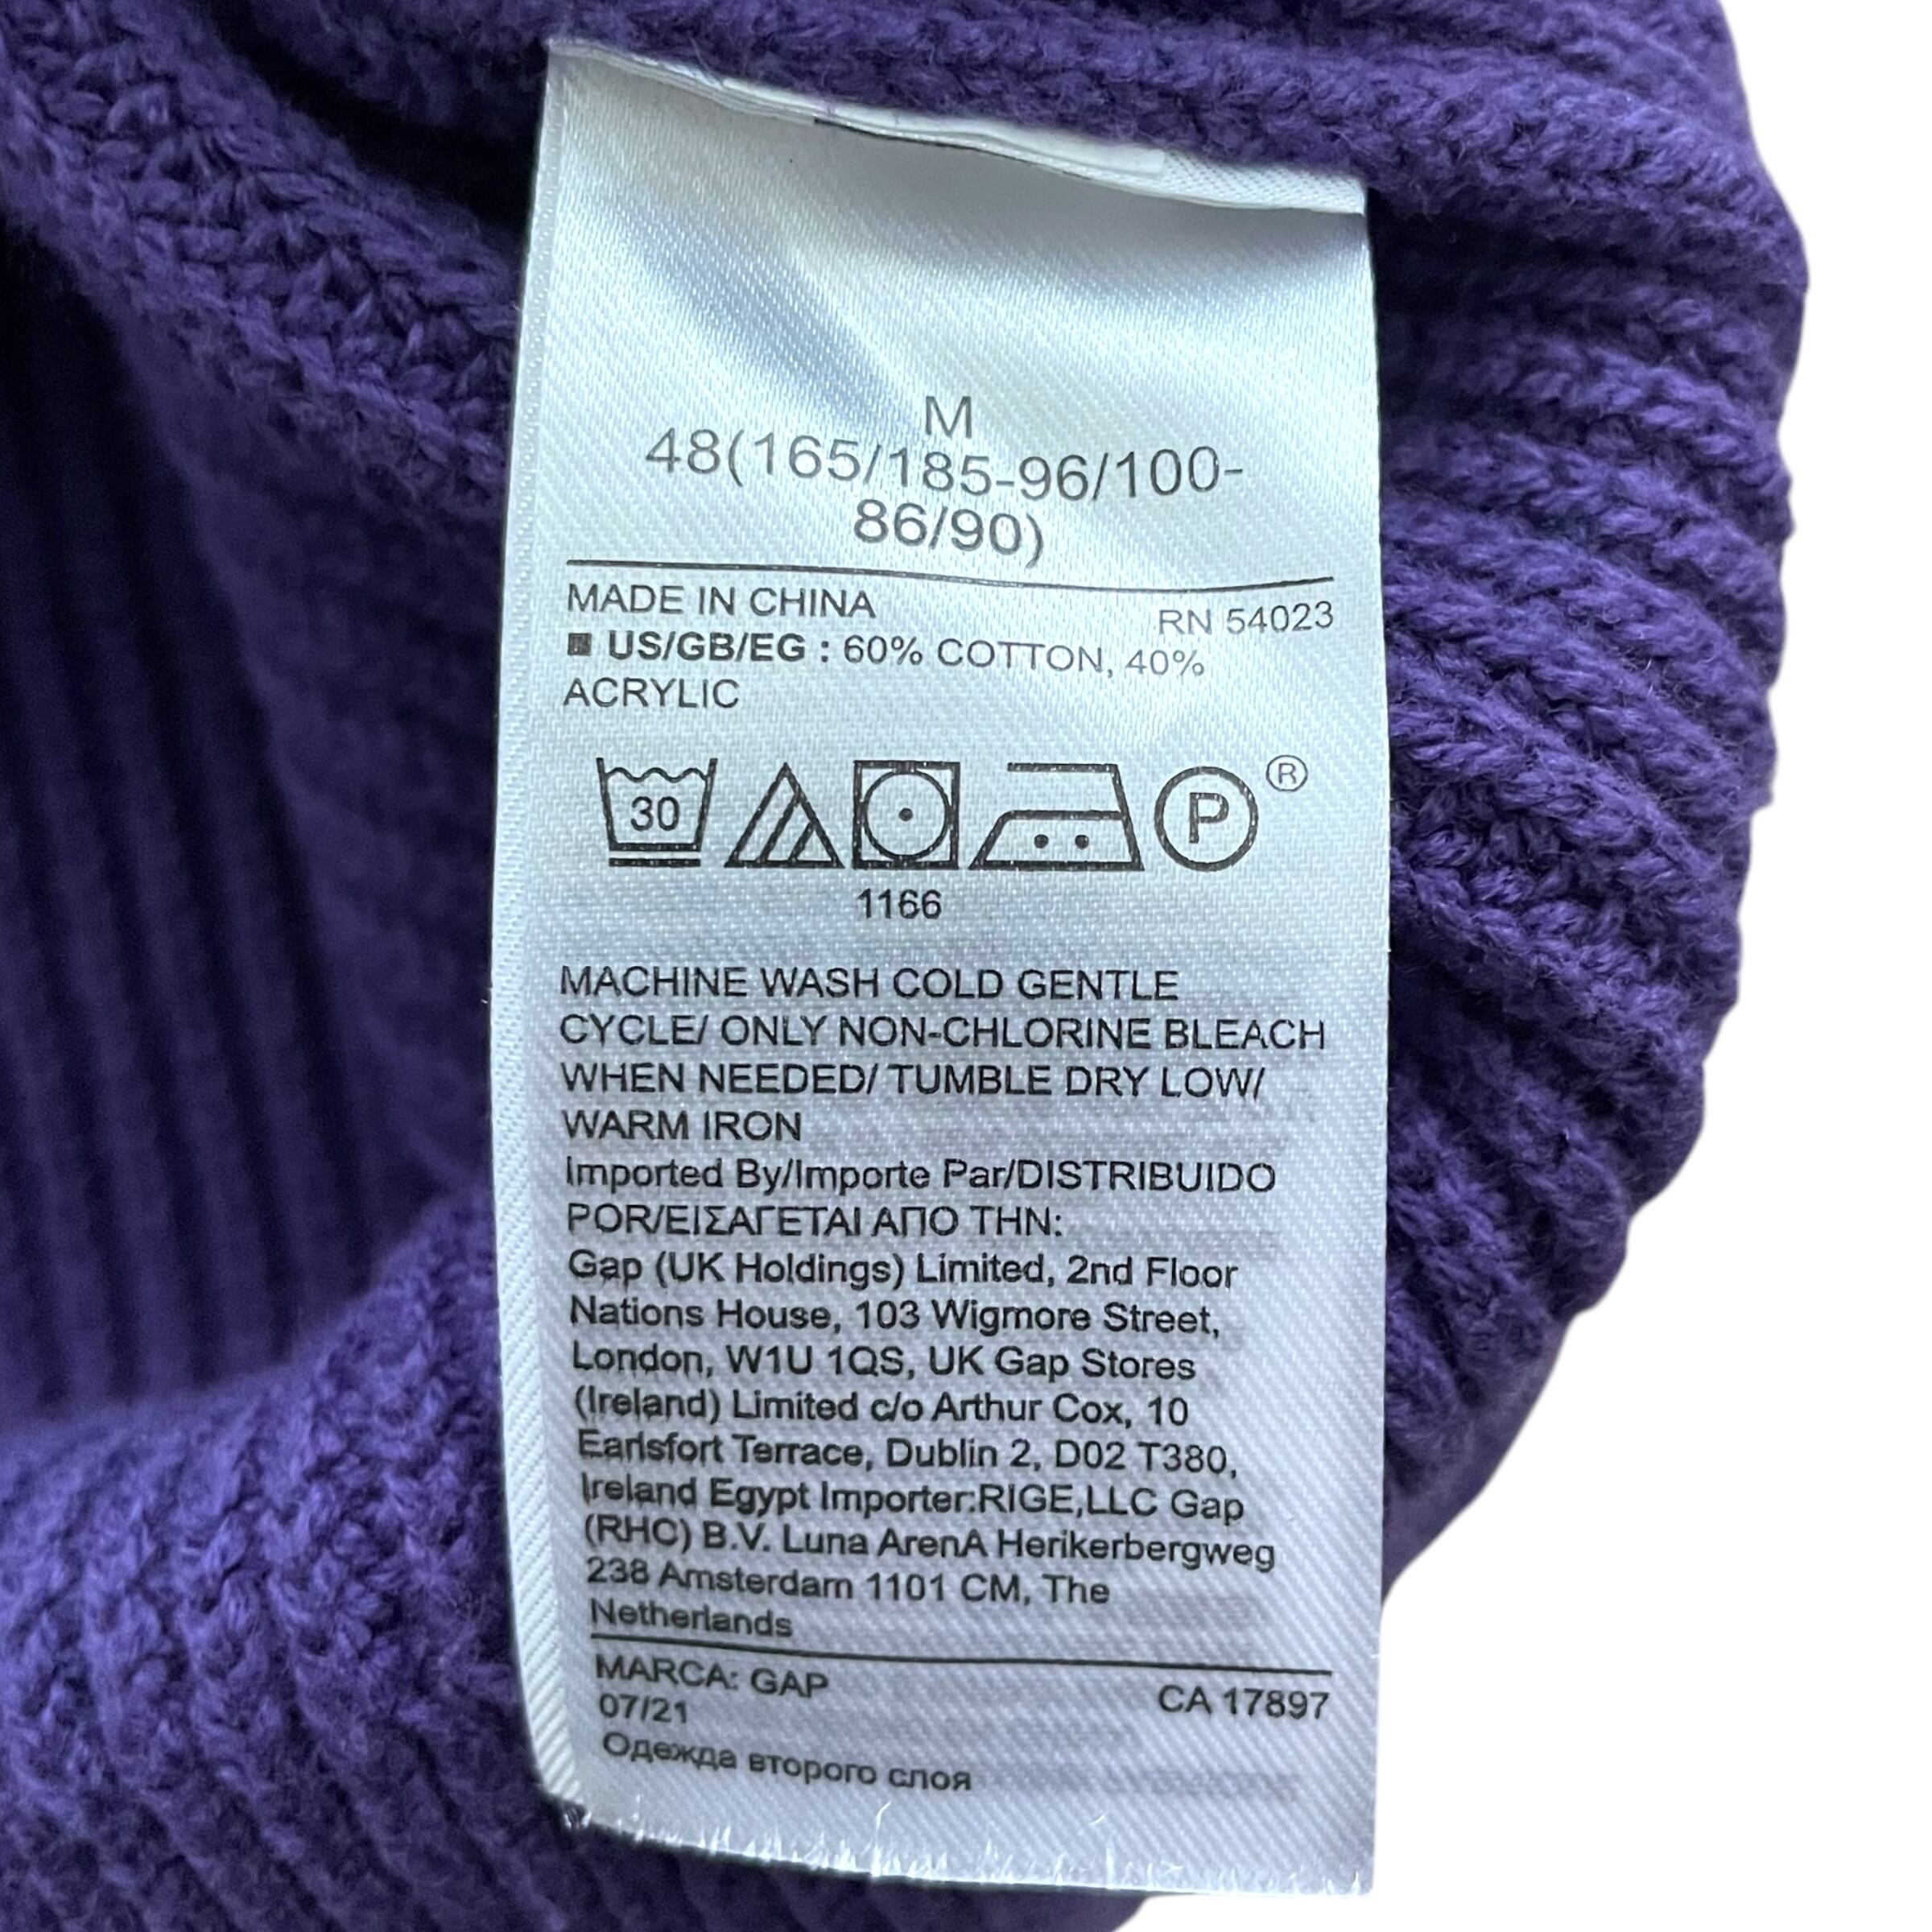 M
48(165/185-96/100-
86/90)
MADE IN CHINA RN 54023
■ US/GB/EG : 60% COTTON, 40%
ACRYLIC
30 P ®
1166
MACHINE WASH COLD GENTLE
CYCLE/ ONLY NON-CHLORINE BLEACH
WHEN NEEDED/ TUMBLE DRY LOW/
WARM IRON
Imported By/Importe Par/DISTRIBUIDO
POR/ΕΙΣΑΓΕΤΑΙ ΑΠΟ ΤΗΝ:
Gap (UK Holdings) Limited, 2nd Floor
Nations House, 103 Wigmore Street,
London, W1U 1QS, UK Gap Stores
(Ireland) Limited c/o Arthur Cox, 10
Earlsfort Terrace, Dublin 2, D02 T380,
Ireland Egypt Importer:RIGE,LLC Gap
(RHC) B.V. Luna ArenA Herikerbergweg
238 Amsterdam 1101 CM, The
Netherlands
MARCA: GAP CA 17897
07/21
Одежда второго слоя